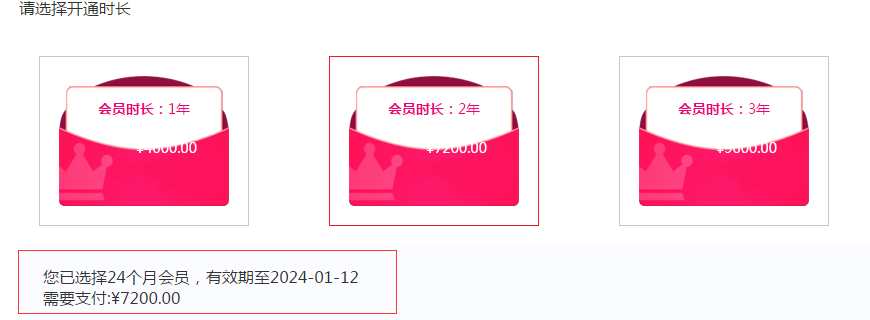 请选择开通时长
会员时长：1年
会员时长：2年
会员时长：3年
¥7200.00
您已选择24个月会员，有效期至2024-01-12
需要支付:¥7200.00